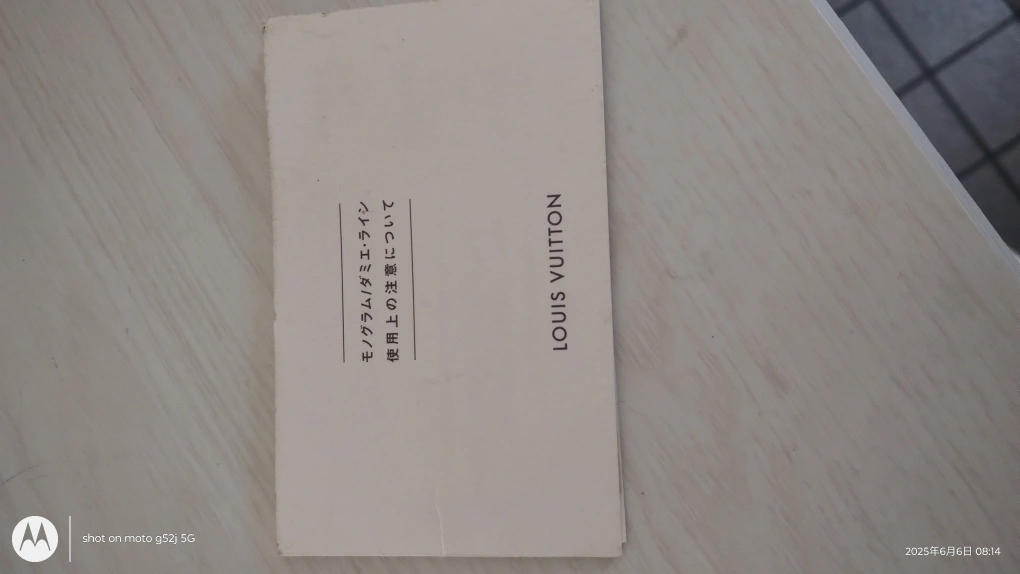 モノグラム/ダミエ・ライン
使用上の注意について
LOUIS VUITTON
shot on moto g52j 5G
2025年6月6日 08:14